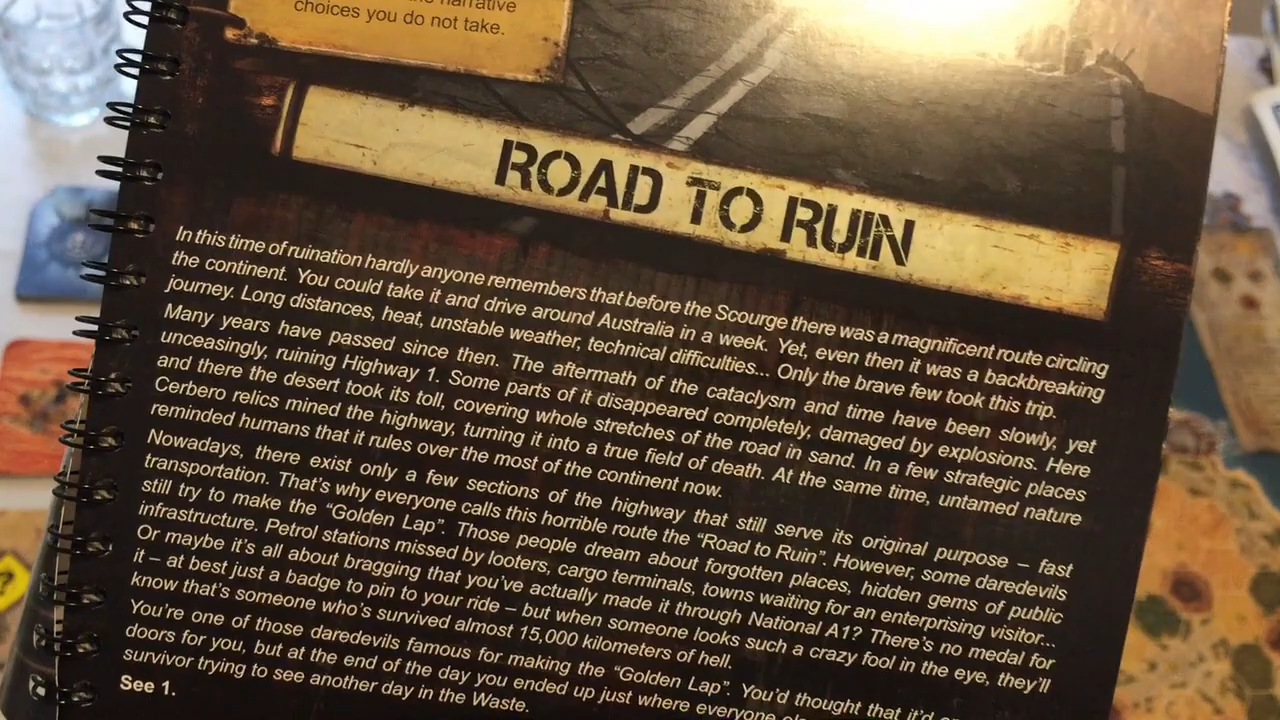 narrative
choices you do not take.
ROAD TO RUIN
In this time of ruination hardly anyone remembers that before the Scourge there was a magnificent route circling
the continent. You could take it and drive around Australia in a week. Yet, even then it was a backbreaking
journey. Long distances, heat, unstable weather, technical difficulties... Only the brave few took this trip.
Many years have passed since then. The aftermath of the cataclysm and time have been slowly, yet
unceasingly, ruining Highway 1. Some parts of it disappeared completely, damaged by explosions. Here
and there the desert took its toll, covering whole stretches of the road in sand. In a few strategic places
Cerbero relics mined the highway, turning it into a true field of death. At the same time, untamed nature
reminded humans that it rules over the most of the continent now.
Nowadays, there exist only a few sections of the highway that still serve its original purpose – fast
transportation. That's why everyone calls this horrible route the “Road to Ruin”. However, some daredevils
still try to make the “Golden Lap”. Those people dream about forgotten places, hidden gems of public
infrastructure. Petrol stations missed by looters, cargo terminals, towns waiting for an enterprising visitor...
Or maybe it's all about bragging that you've actually made it through National A1? There's no medal for
it – at best just a badge to pin to your ride – but when someone looks such a crazy fool in the eye, they'll
know that's someone who's survived almost 15,000 kilometers of hell.
You're one of those daredevils famous for making the “Golden Lap”. You'd thought that it'd
doors for you, but at the end of the day you ended up just where everyone
survivor trying to see another day in the Waste.
See 1.
?